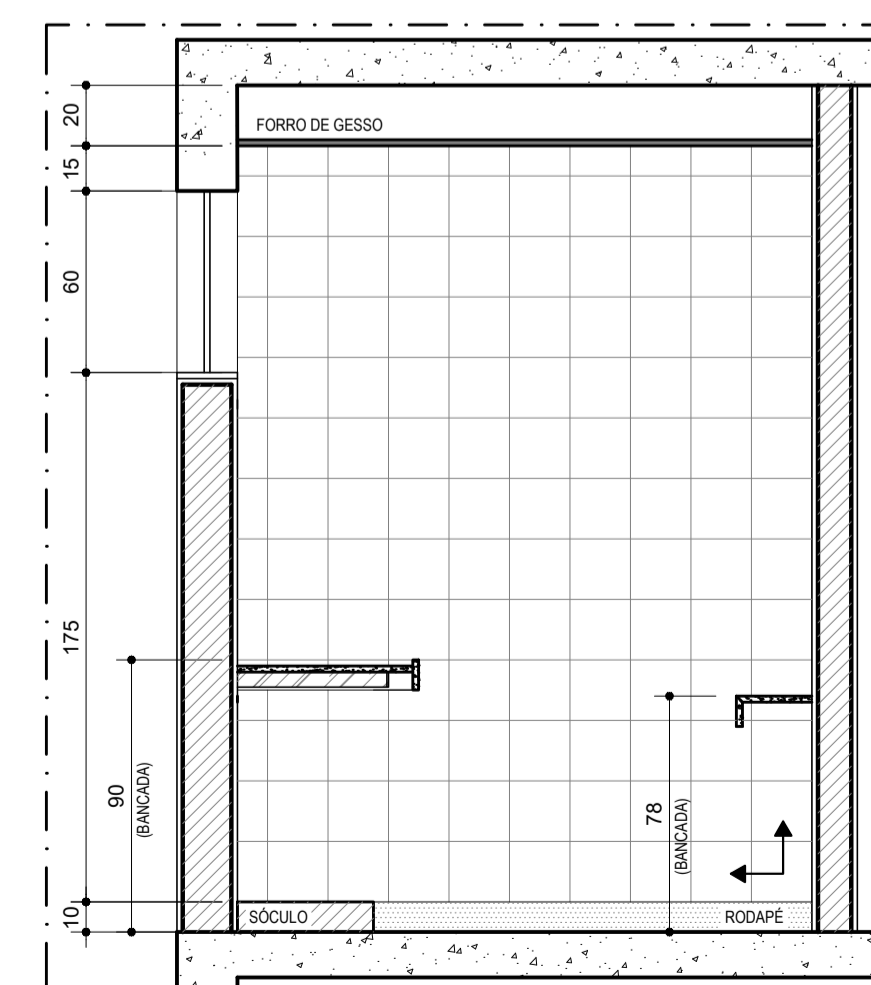 20
FORRO DE GESSO
15
60
175
90
(BANCADA)
78
(BANCADA)
10
SÓCULO
RODAPÉ